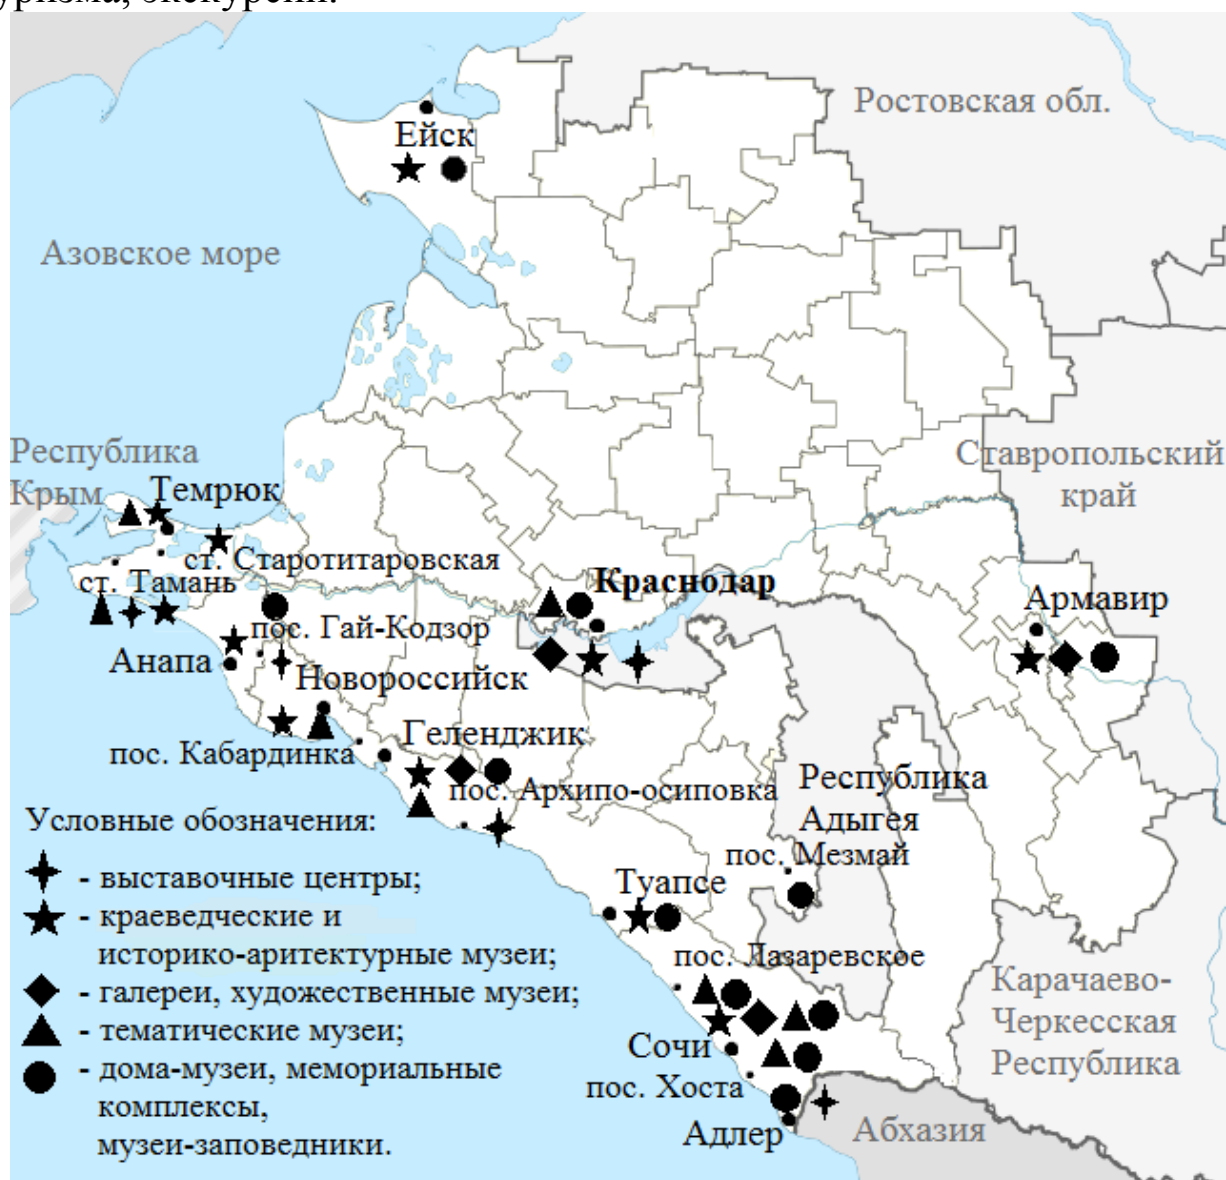 уризма, экскурсии.
Ростовская обл.
Ейск
Азовское море
Республика
Крым
Темрюк
Ставропольский
край
ст. Старотитаровская
ст. Тамань
Краснодар
Армавир
пос. Гай-Кодзор
Анапа
Новороссийск
Геленджик
пос. Кабардинка
пос. Архипо-осиповка
Республика
Адыгея
пос. Мезмай
Туапсе
пос. Лазаревское
Карачаево-
Черкесская
Республика
Сочи
пос. Хоста
Адлер
Абхазия
Условные обозначения:
- выставочные центры;
- краеведческие и
историко-аритектурные музеи;
- галереи, художественные музеи;
- тематические музеи;
- дома-музеи, мемориальные
комплексы,
музеи-заповедники.